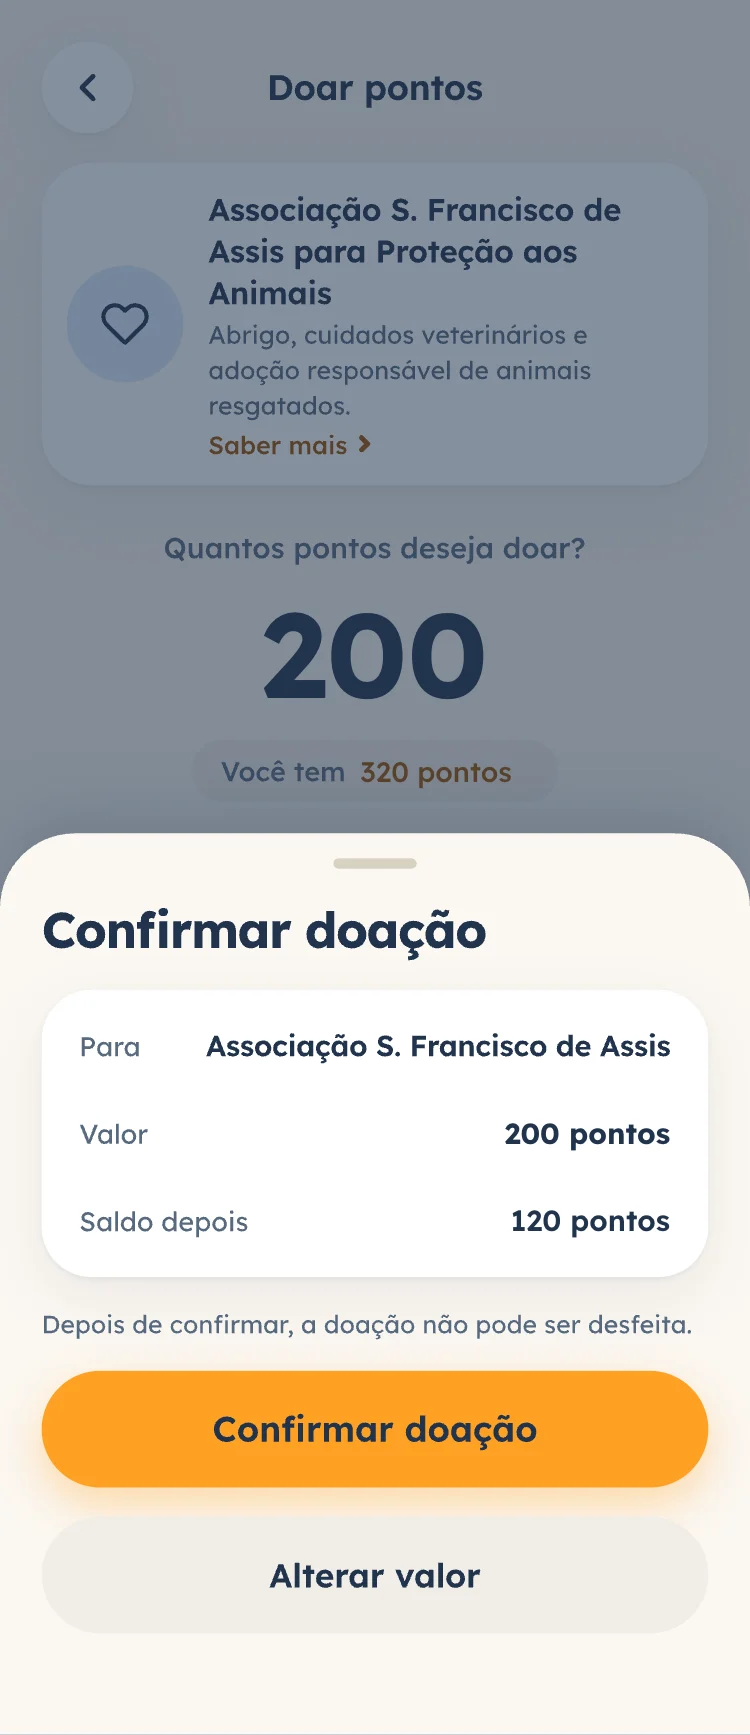 Doar pontos
Associação S. Francisco de
Assis para Proteção aos
Animais
Abrigo, cuidados veterinários e
adoção responsável de animais
resgatados.
Saber mais
Quantos pontos deseja doar?
200
Você tem 320 pontos
Confirmar doação
Para Associação S. Francisco de Assis
Valor 200 pontos
Saldo depois 120 pontos
Depois de confirmar, a doação não pode ser desfeita.
Confirmar doação
Alterar valor